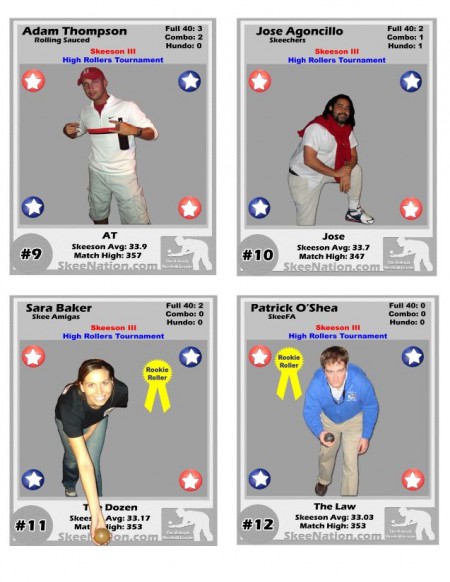 Adam Thompson
Rolling Sauced
Full 40: 3
Combo: 2
Hundo: 0
Skeeson III
High Rollers Tournament
AT
Skeeson Avg: 33.9
Match High: 357
#9
SkeeNation.com
Jose Agoncillo
Skeechers
Full 40: 2
Combo: 1
Hundo: 1
Skeeson III
High Rollers Tournament
Jose
Skeeson Avg: 33.7
Match High: 347
#10
SkeeNation.com
Sara Baker
Skee Amigas
Full 40: 2
Combo: 0
Hundo: 0
Skeeson III
High Rollers Tournament
Rookie
Roller
The Dozen
Skeeson Avg: 33.17
Match High: 353
#11
SkeeNation.com
Patrick O'Shea
SkeeFA
Full 40: 0
Combo: 0
Hundo: 0
Skeeson III
High Rollers Tournament
Rookie
Roller
The Law
Skeeson Avg: 33.03
Match High: 353
#12
SkeeNation.com